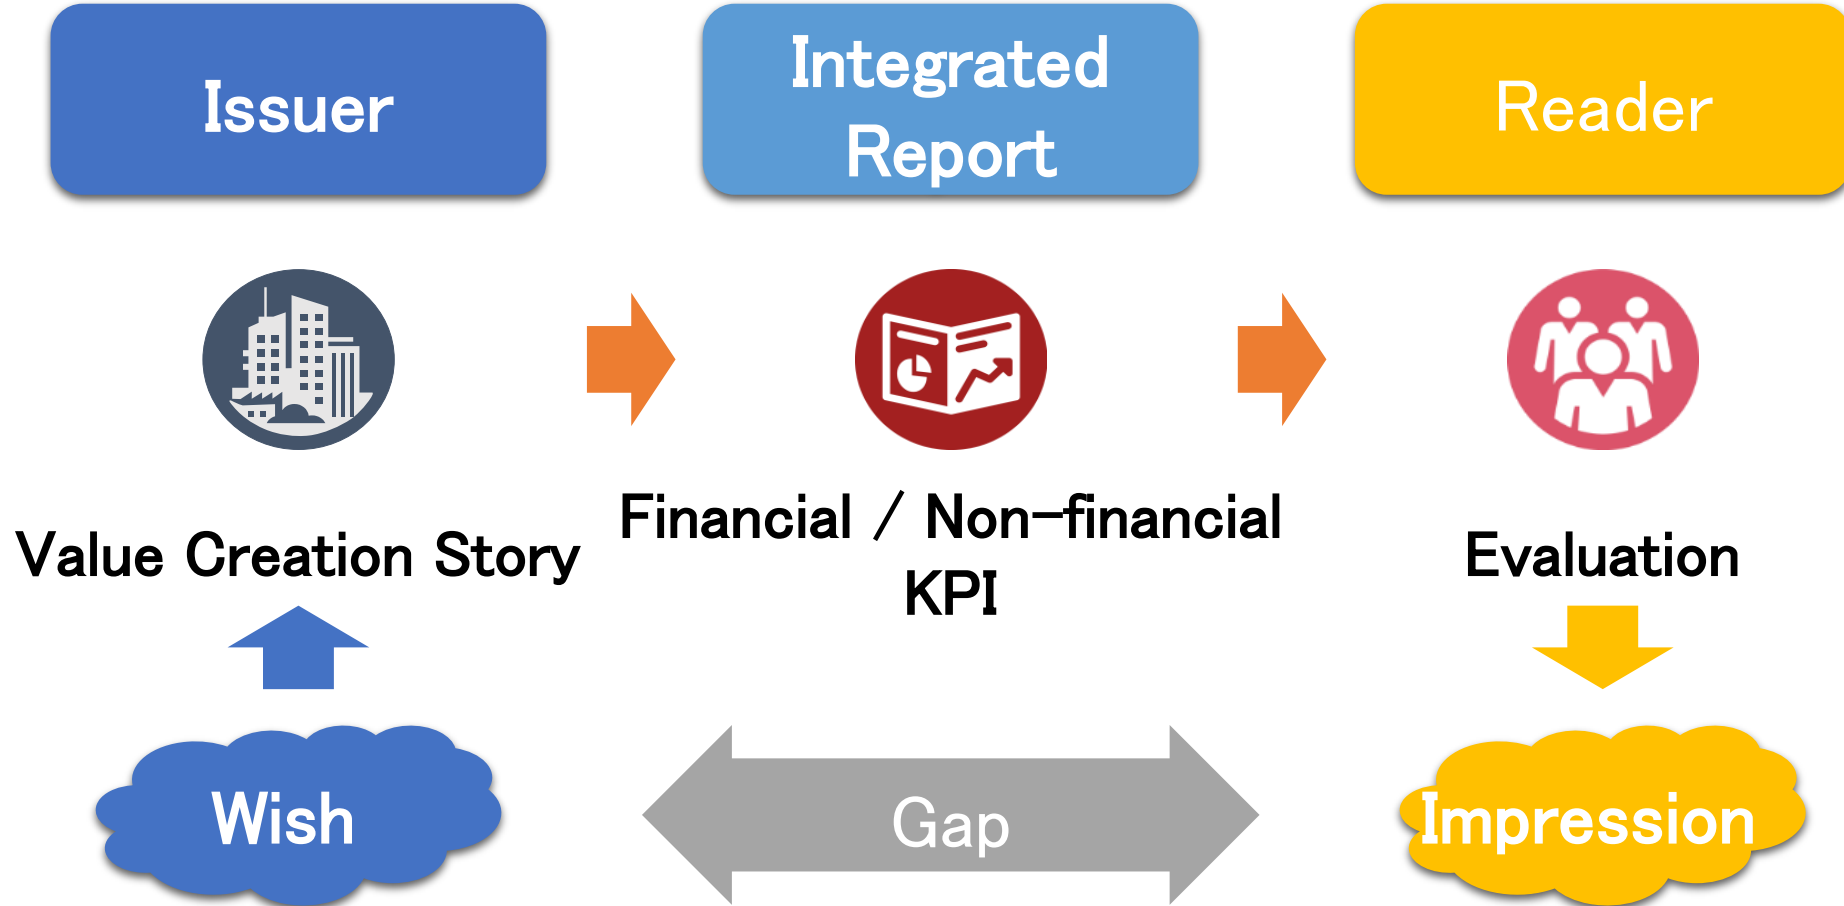 Issuer
Integrated
Report
Reader
Value Creation Story
Financial / Non-financial
KPI
Evaluation
Wish
Gap
Impression